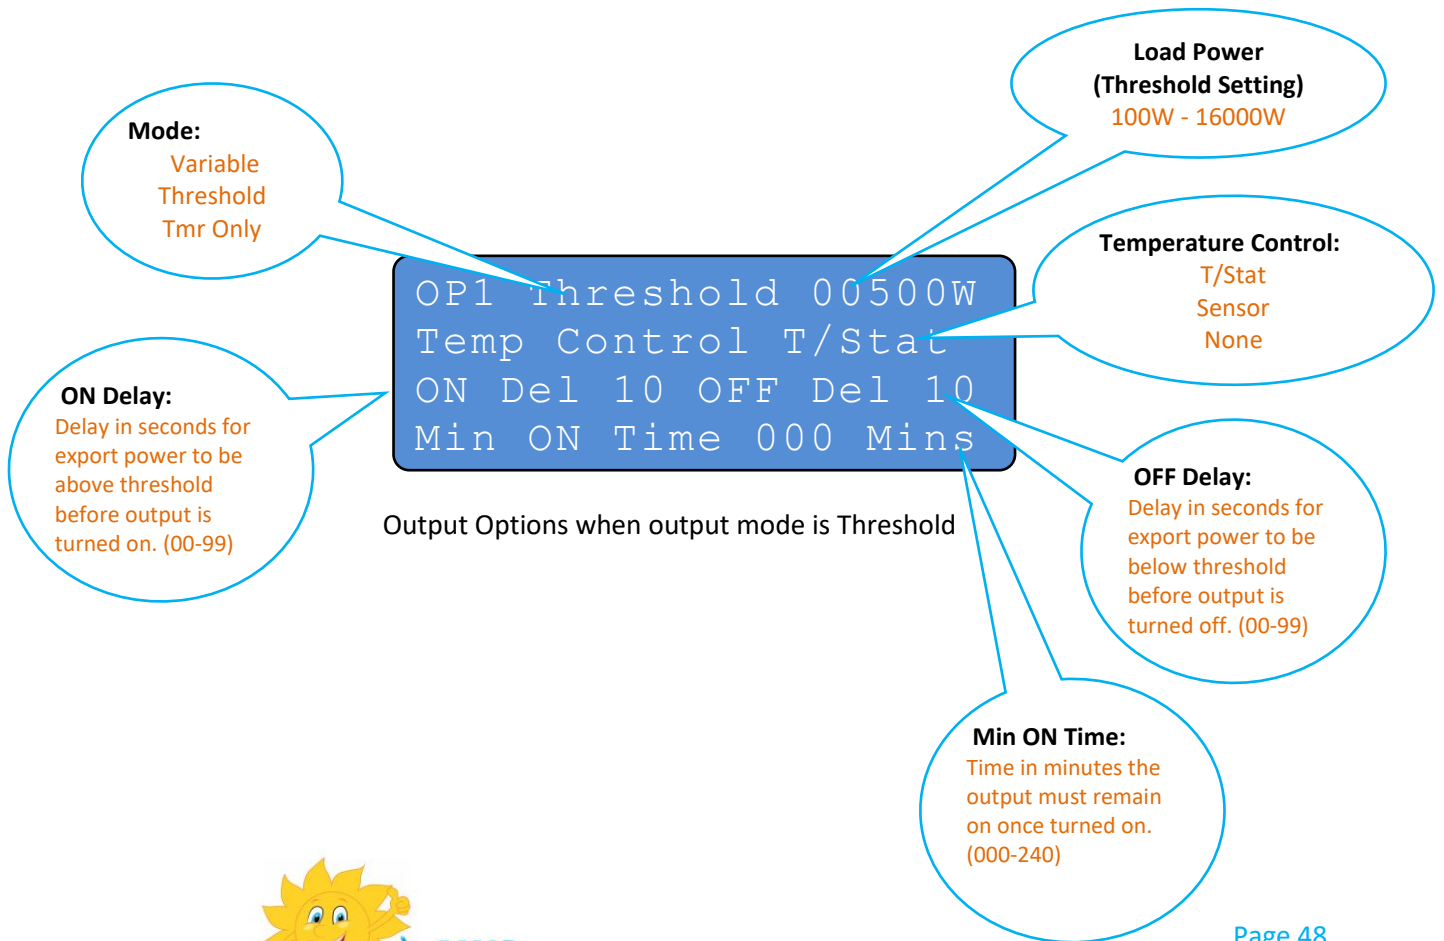 Load Power
(Threshold Setting)
100W - 16000W
Mode:
Variable
Threshold
Tmr Only
Temperature Control:
T/Stat
Sensor
None
OP1 Threshold 00500W
Temp Control T/Stat
ON Del 10 OFF Del 10
Min ON Time 000 Mins
ON Delay:
Delay in seconds for
export power to be
above threshold
before output is
turned on. (00-99)
OFF Delay:
Delay in seconds for
export power to be
below threshold
before output is
turned off. (00-99)
Output Options when output mode is Threshold
Min ON Time:
Time in minutes the
output must remain
on once turned on.
(000-240)
Page 48